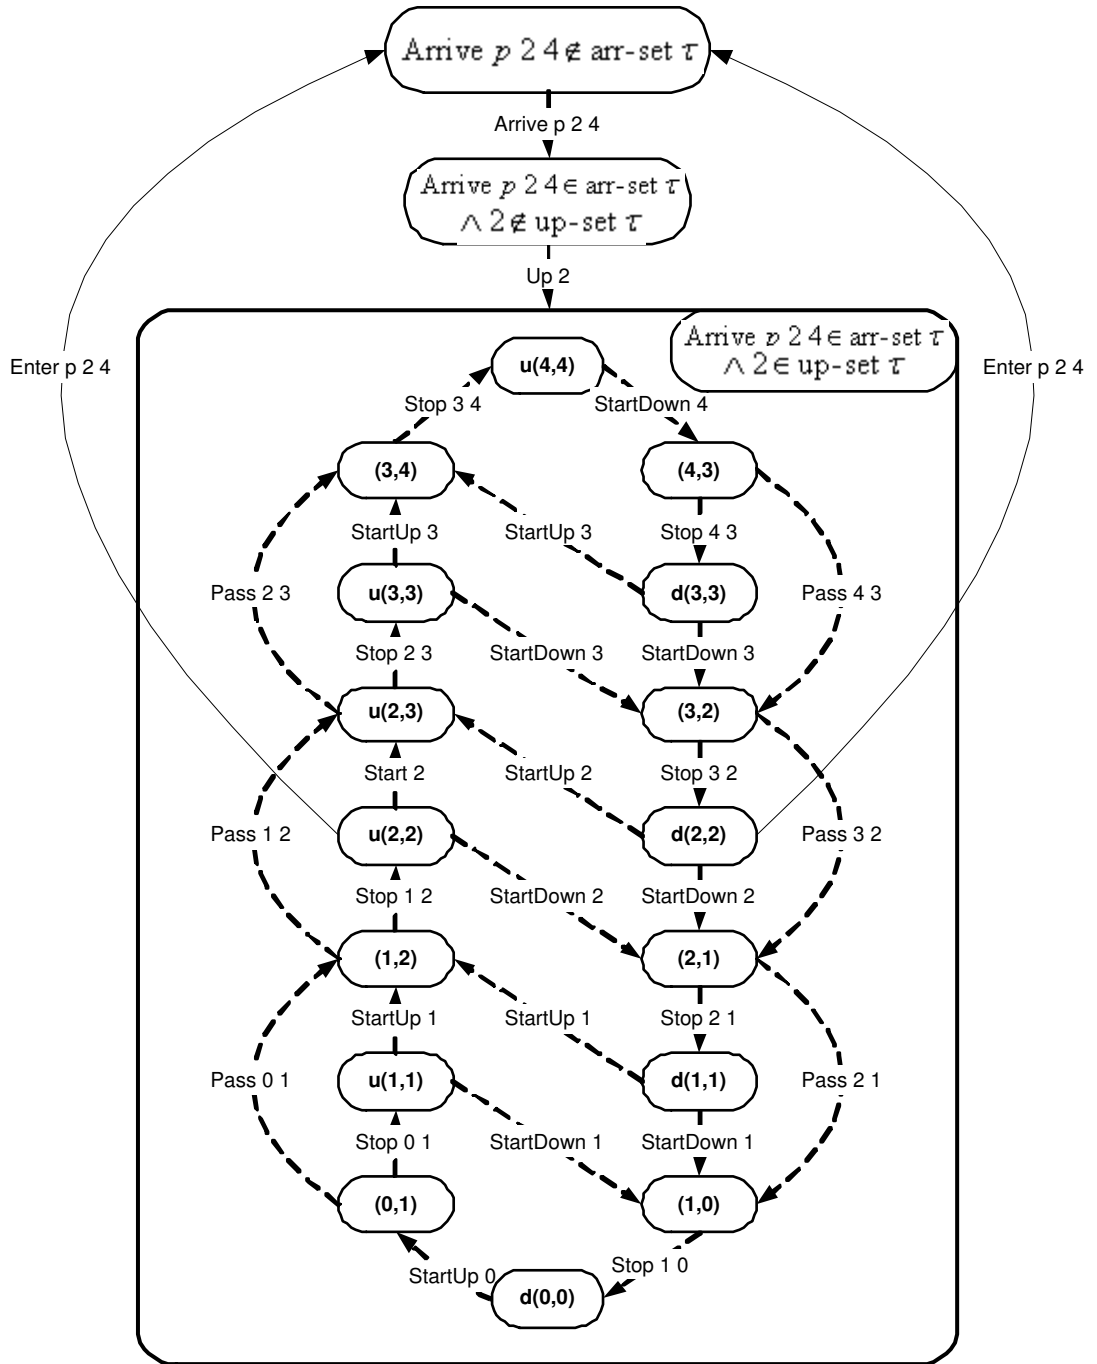 Arrive p 2 4 ∉ arr-set τ
Arrive p 2 4
Arrive p 2 4 ∈ arr-set τ
∧ 2 ∉ up-set τ
Up 2
Arrive p 2 4 ∈ arr-set τ
∧ 2 ∈ up-set τ
Enter p 2 4
Enter p 2 4
u(4,4)
Stop 3 4
StartDown 4
(3,4)
(4,3)
StartUp 3
StartUp 3
Stop 4 3
Pass 2 3
u(3,3)
d(3,3)
Pass 4 3
Stop 2 3
StartDown 3
StartDown 3
u(2,3)
(3,2)
Start 2
StartUp 2
Stop 3 2
Pass 1 2
u(2,2)
d(2,2)
Pass 3 2
Stop 1 2
StartDown 2
StartDown 2
(1,2)
(2,1)
StartUp 1
StartUp 1
Stop 2 1
Pass 0 1
u(1,1)
d(1,1)
Pass 2 1
Stop 0 1
StartDown 1
StartDown 1
(0,1)
(1,0)
StartUp 0
Stop 1 0
d(0,0)